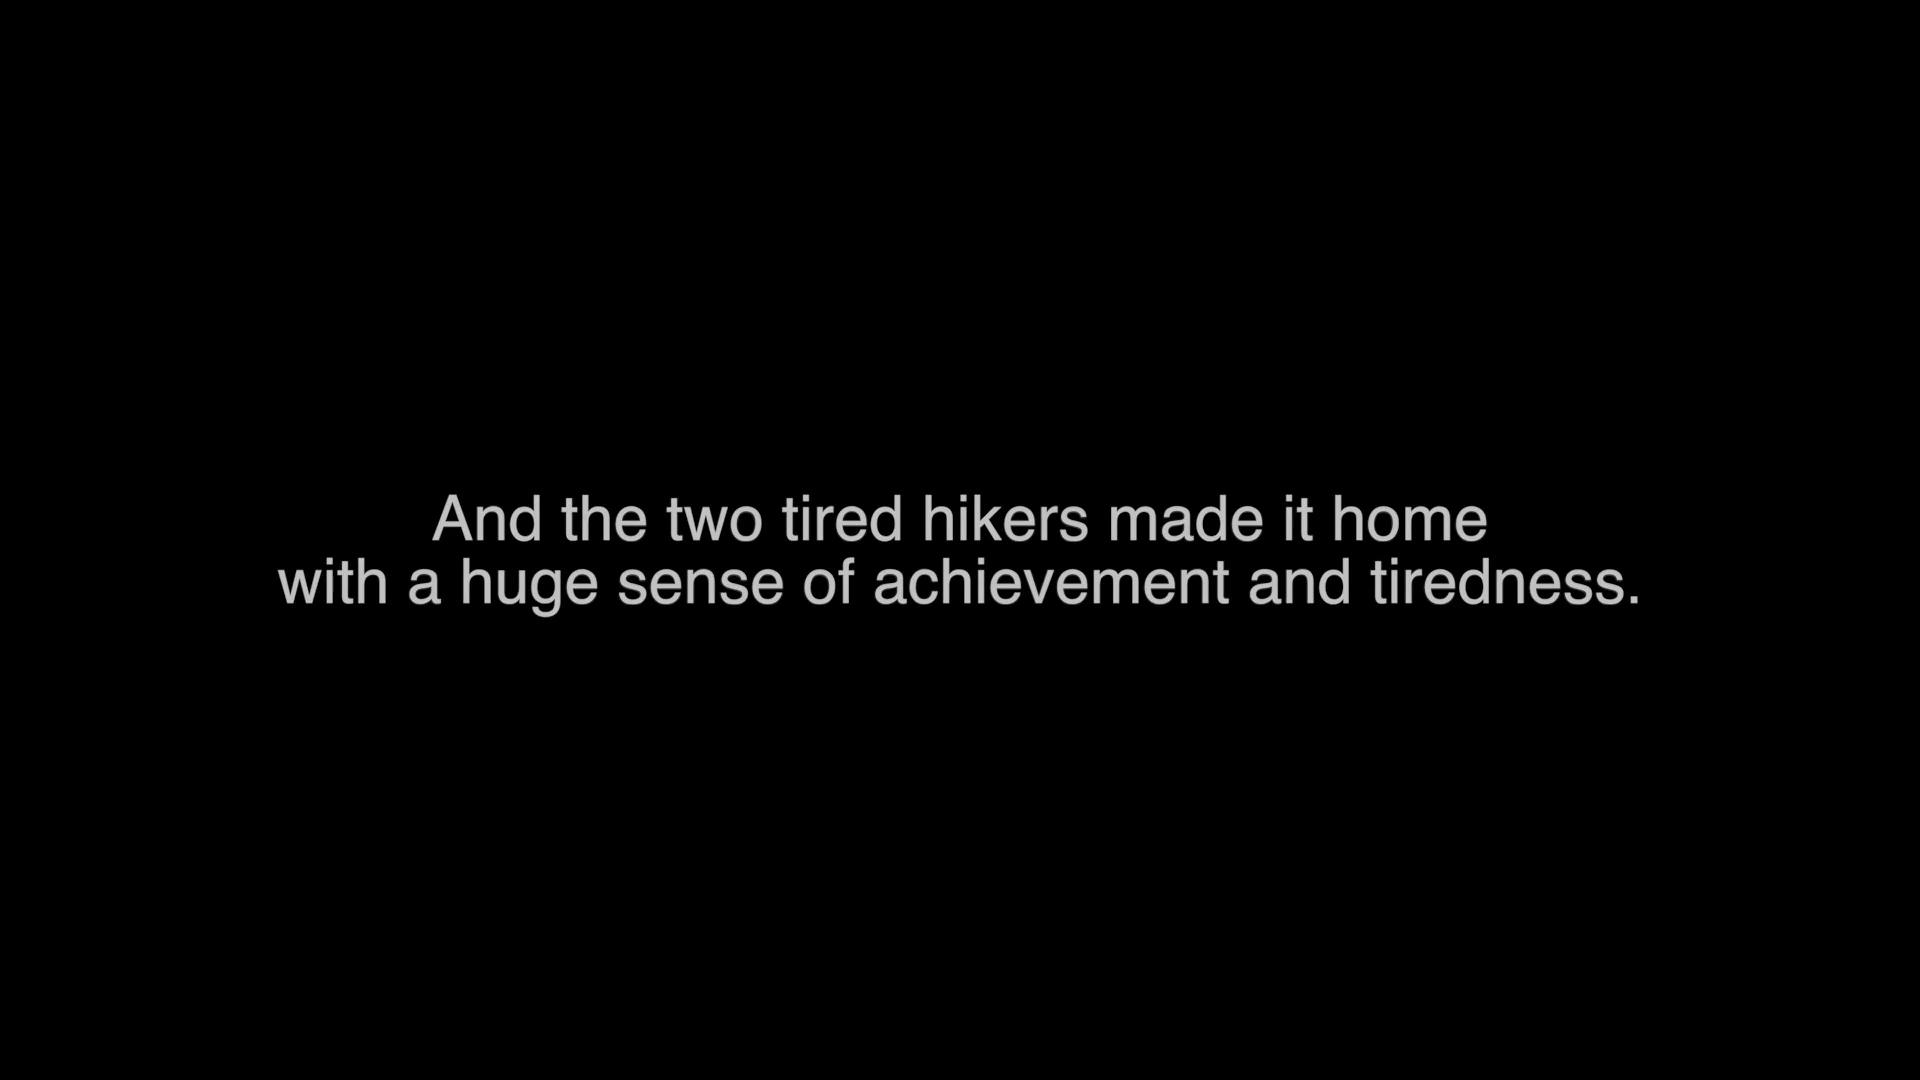 And the two tired hikers made it home
with a huge sense of achievement and tiredness.